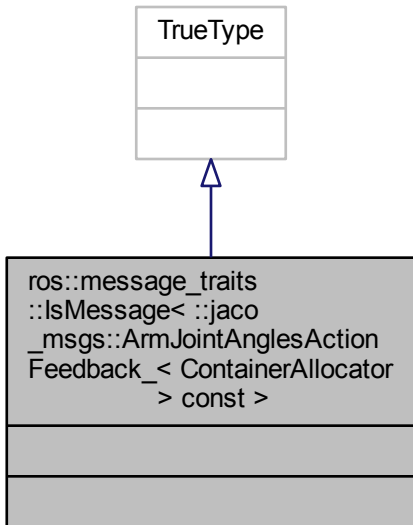 TrueType
ros::message_traits
::IsMessage< ::jaco
_msgs::ArmJointAnglesAction
Feedback_< ContainerAllocator
> const >